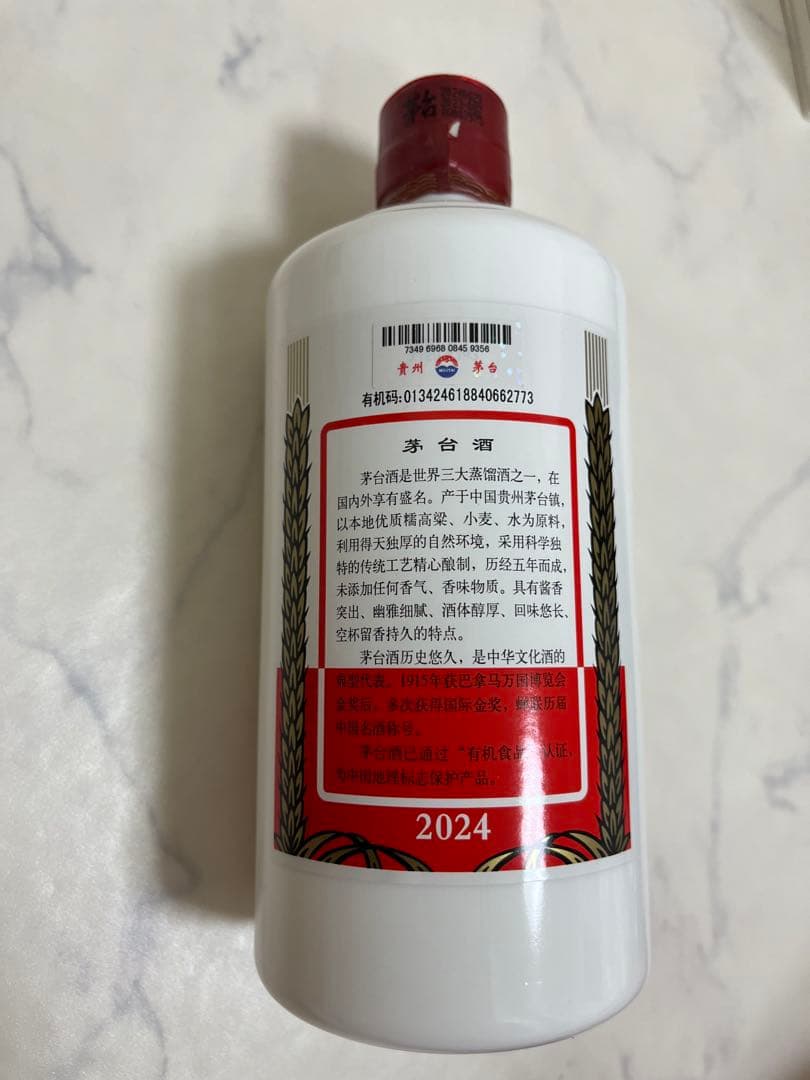 茅台
7349 6968 0845 9356
贵州 MOUTAI 茅台
有机码:013424618840662773
茅台酒
茅台酒是世界三大蒸馏酒之一，在
国内外享有盛名。产于中国贵州茅台镇，
以本地优质糯高粱、小麦、水为原料，
利用得天独厚的自然环境，采用科学独
特的传统工艺精心酿制，历经五年而成，
未添加任何香气、香味物质。具有酱香
突出、幽雅细腻、酒体醇厚、回味悠长、
空杯留香持久的特点。
茅台酒历史悠久，是中华文化酒的
典型代表。1915年获巴拿马万国博览会
金奖后，多次获得国际金奖，蝉联历届
中国名酒称号。
茅台酒已通过“有机食品”认证，
为中国地理标志保护产品。
2024